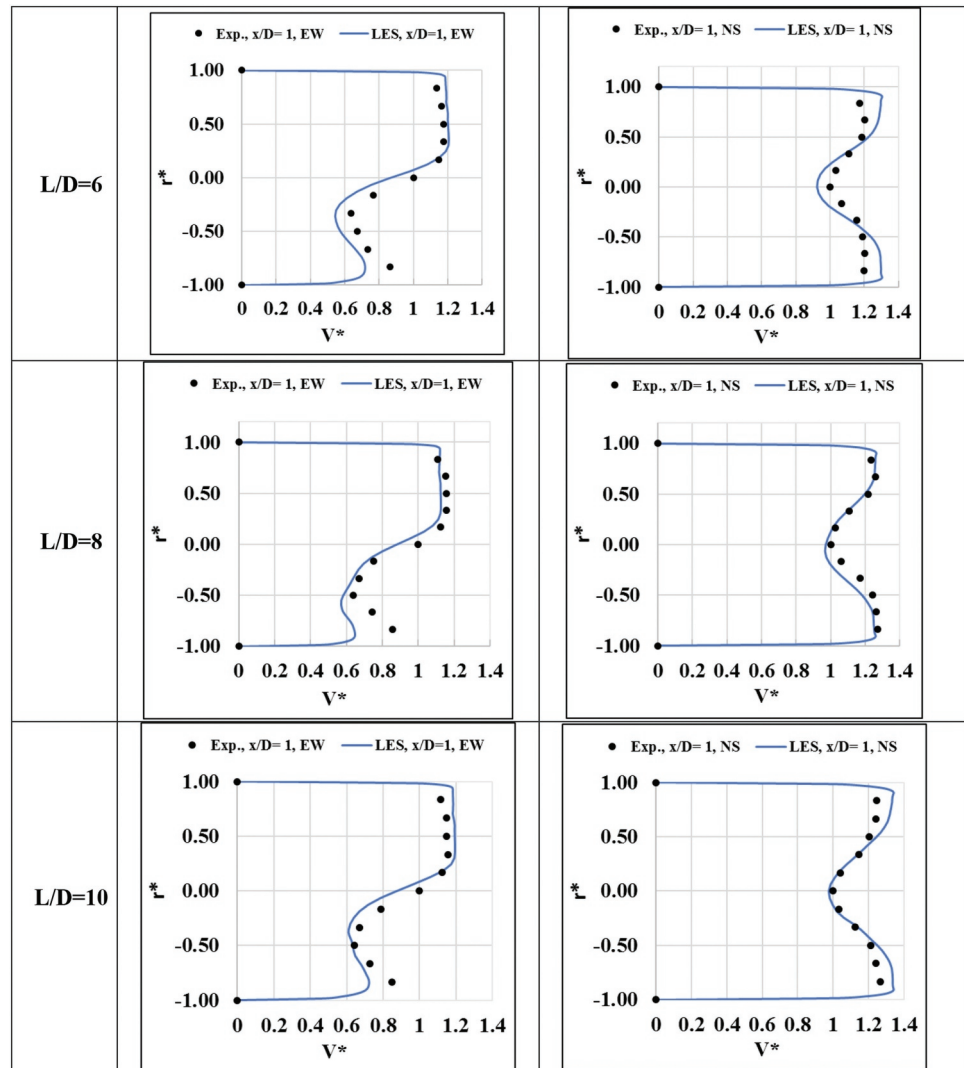 L/D=6
Exp., x/D= 1, EW LES, x/D=1, EW
1.00
0.50
0.00
-0.50
-1.00
r*
0 0.2 0.4 0.6 0.8 1 1.2 1.4
V*
Exp., x/D= 1, NS LES, x/D= 1, NS
1.00
0.50
0.00
-0.50
-1.00
r*
0 0.2 0.4 0.6 0.8 1 1.2 1.4
V*
L/D=8
Exp., x/D= 1, EW LES, x/D=1, EW
1.00
0.50
0.00
-0.50
-1.00
r*
0 0.2 0.4 0.6 0.8 1 1.2 1.4
V*
Exp., x/D= 1, NS LES, x/D= 1, NS
1.00
0.50
0.00
-0.50
-1.00
r*
0 0.2 0.4 0.6 0.8 1 1.2 1.4
V*
L/D=10
Exp., x/D= 1, EW LES, x/D=1, EW
1.00
0.50
0.00
-0.50
-1.00
r*
0 0.2 0.4 0.6 0.8 1 1.2 1.4
V*
Exp., x/D= 1, NS LES, x/D= 1, NS
1.00
0.50
0.00
-0.50
-1.00
r*
0 0.2 0.4 0.6 0.8 1 1.2 1.4
V*